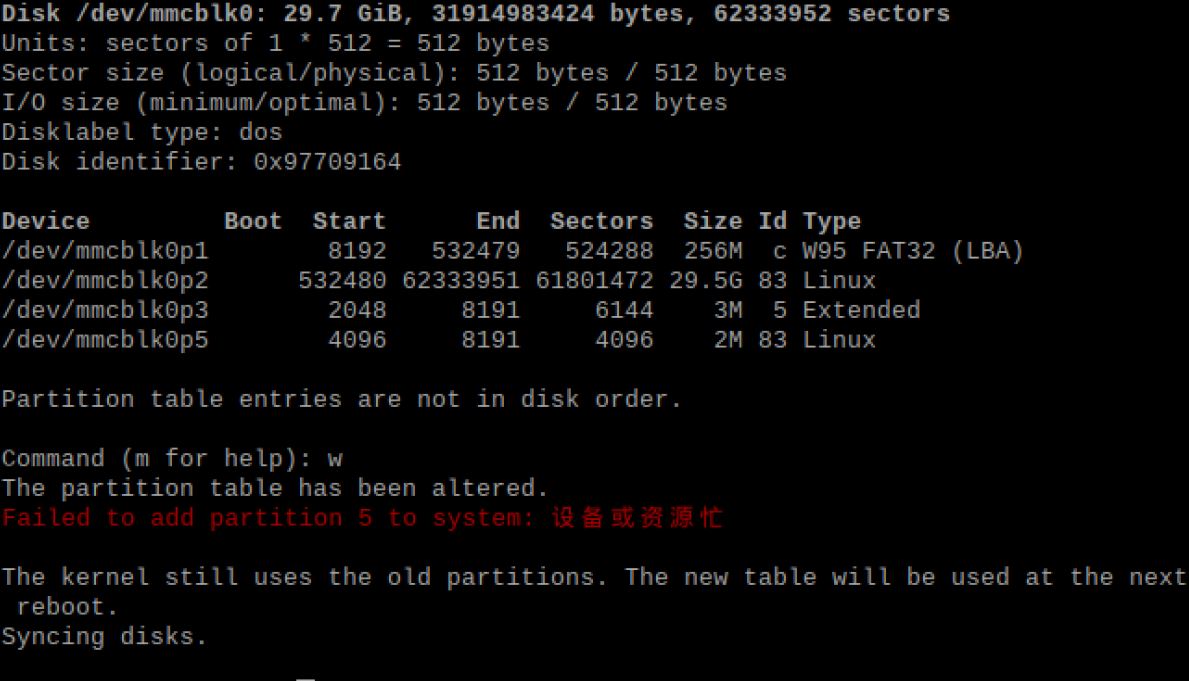 Disk /dev/mmcblk0: 29.7 GiB, 31914983424 bytes, 62333952 sectors
Units: sectors of 1 * 512 = 512 bytes
Sector size (logical/physical): 512 bytes / 512 bytes
I/O size (minimum/optimal): 512 bytes / 512 bytes
Disklabel type: dos
Disk identifier: 0x97709164
Device         Boot  Start      End  Sectors  Size Id Type
/dev/mmcblk0p1        8192   532479   524288  256M  c W95 FAT32 (LBA)
/dev/mmcblk0p2      532480 62333951 61801472 29.5G 83 Linux
/dev/mmcblk0p3        2048     8191     6144    3M  5 Extended
/dev/mmcblk0p5        4096     8191     4096    2M 83 Linux
Partition table entries are not in disk order.
Command (m for help): w
The partition table has been altered.
Failed to add partition 5 to system: 设备或资源忙
The kernel still uses the old partitions. The new table will be used at the next
reboot.
Syncing disks.